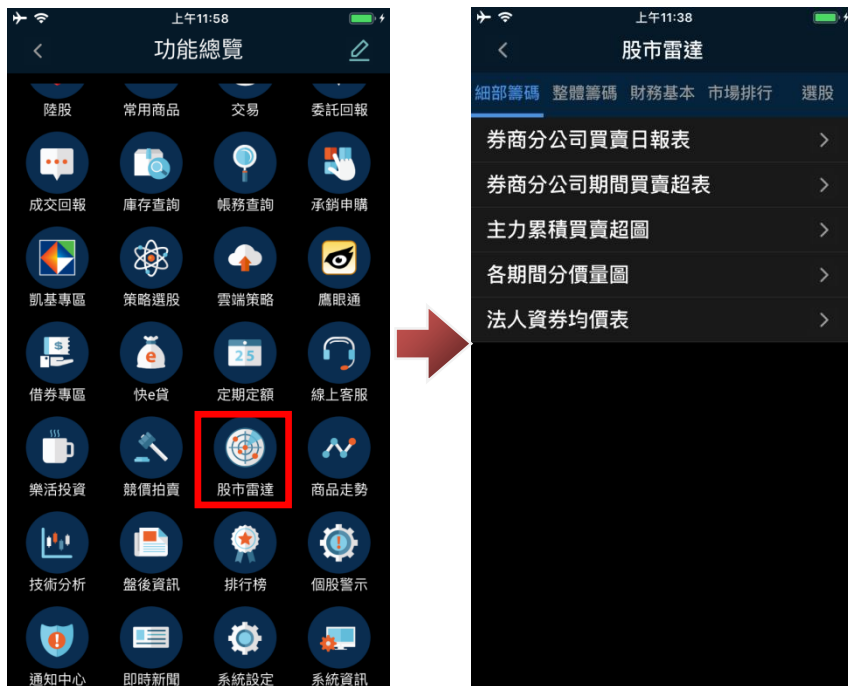 上午11:58
功能總覽
陸股 常用商品 交易 委託回報
成交回報 庫存查詢 帳務查詢 承銷申購
凱基專區 策略選股 雲端策略 鷹眼通
$
e
25
借券專區 快e貸 定期定額 線上客服
樂活投資 競價拍賣 股市雷達 商品走勢
技術分析 盤後資訊 排行榜 個股警示
通知中心 即時新聞 系統設定 系統資訊
上午11:38
股市雷達
細部籌碼 整體籌碼 財務基本 市場排行 選股
券商分公司買賣日報表
券商分公司期間買賣超表
主力累積買賣超圖
各期間分價量圖
法人資券均價表